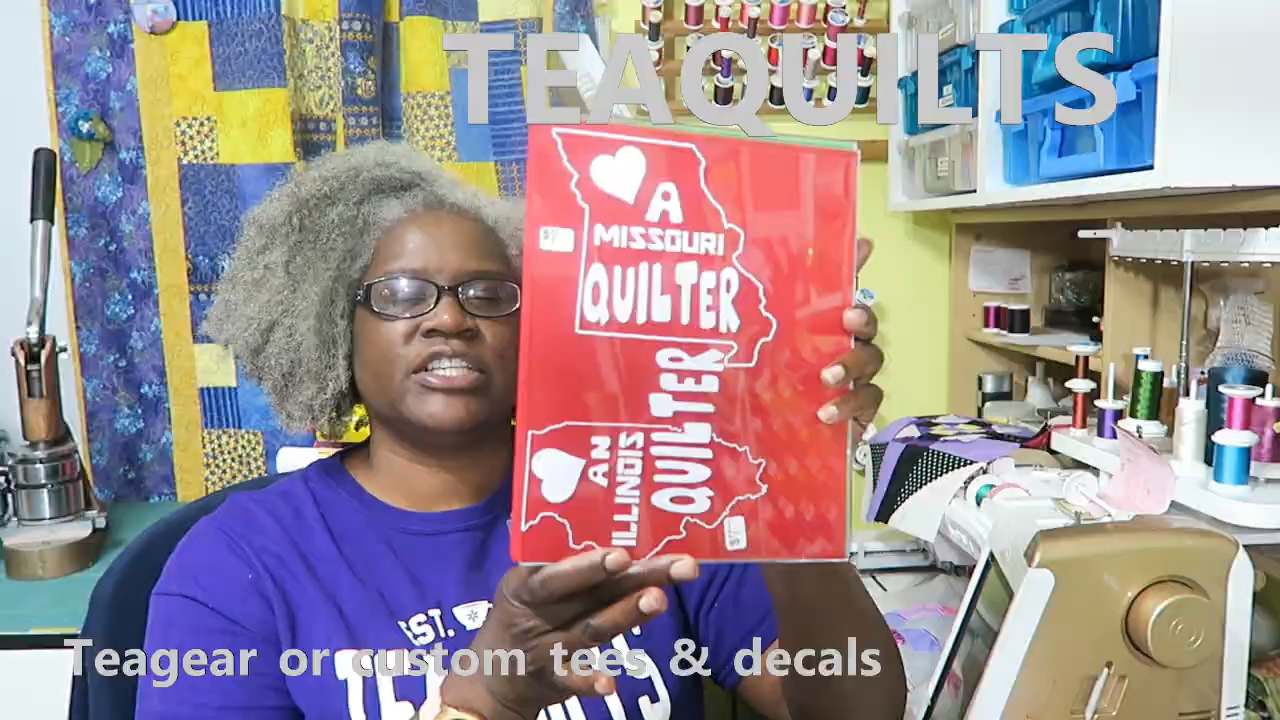 TEAQUILTS
A
MISSOURI
QUILTER
AN
ILLINOIS
QUILTER
EST.
Teagear or custom tees & decals